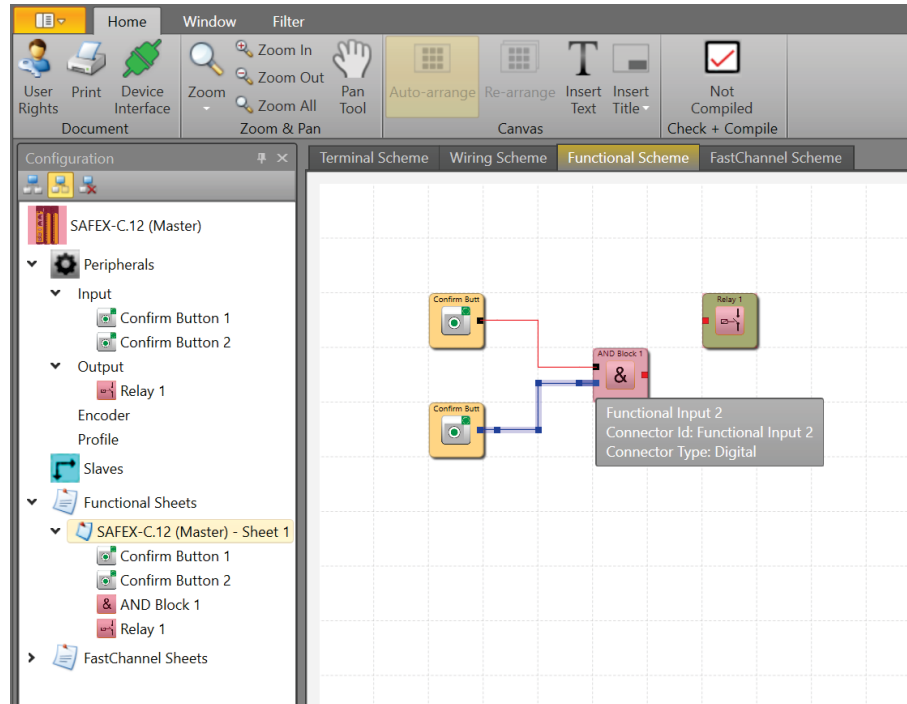 Home Window Filter
User Rights
Print
Device Interface
Document
Zoom
Zoom In
Zoom Out
Zoom All
Pan Tool
Zoom & Pan
Auto-arrange
Re-arrange
Insert Text
Insert Title
Canvas
Not Compiled
Check + Compile
Configuration
SAFEX-C.12 (Master)
Peripherals
Input
Confirm Button 1
Confirm Button 2
Output
Relay 1
Encoder
Profile
Slaves
Functional Sheets
SAFEX-C.12 (Master) - Sheet 1
Confirm Button 1
Confirm Button 2
& AND Block 1
Relay 1
FastChannel Sheets
Terminal Scheme Wiring Scheme Functional Scheme FastChannel Scheme
Confirm Butt
Relay 1
AND Block 1
&
Confirm Butt
Functional Input 2
Connector Id: Functional Input 2
Connector Type: Digital